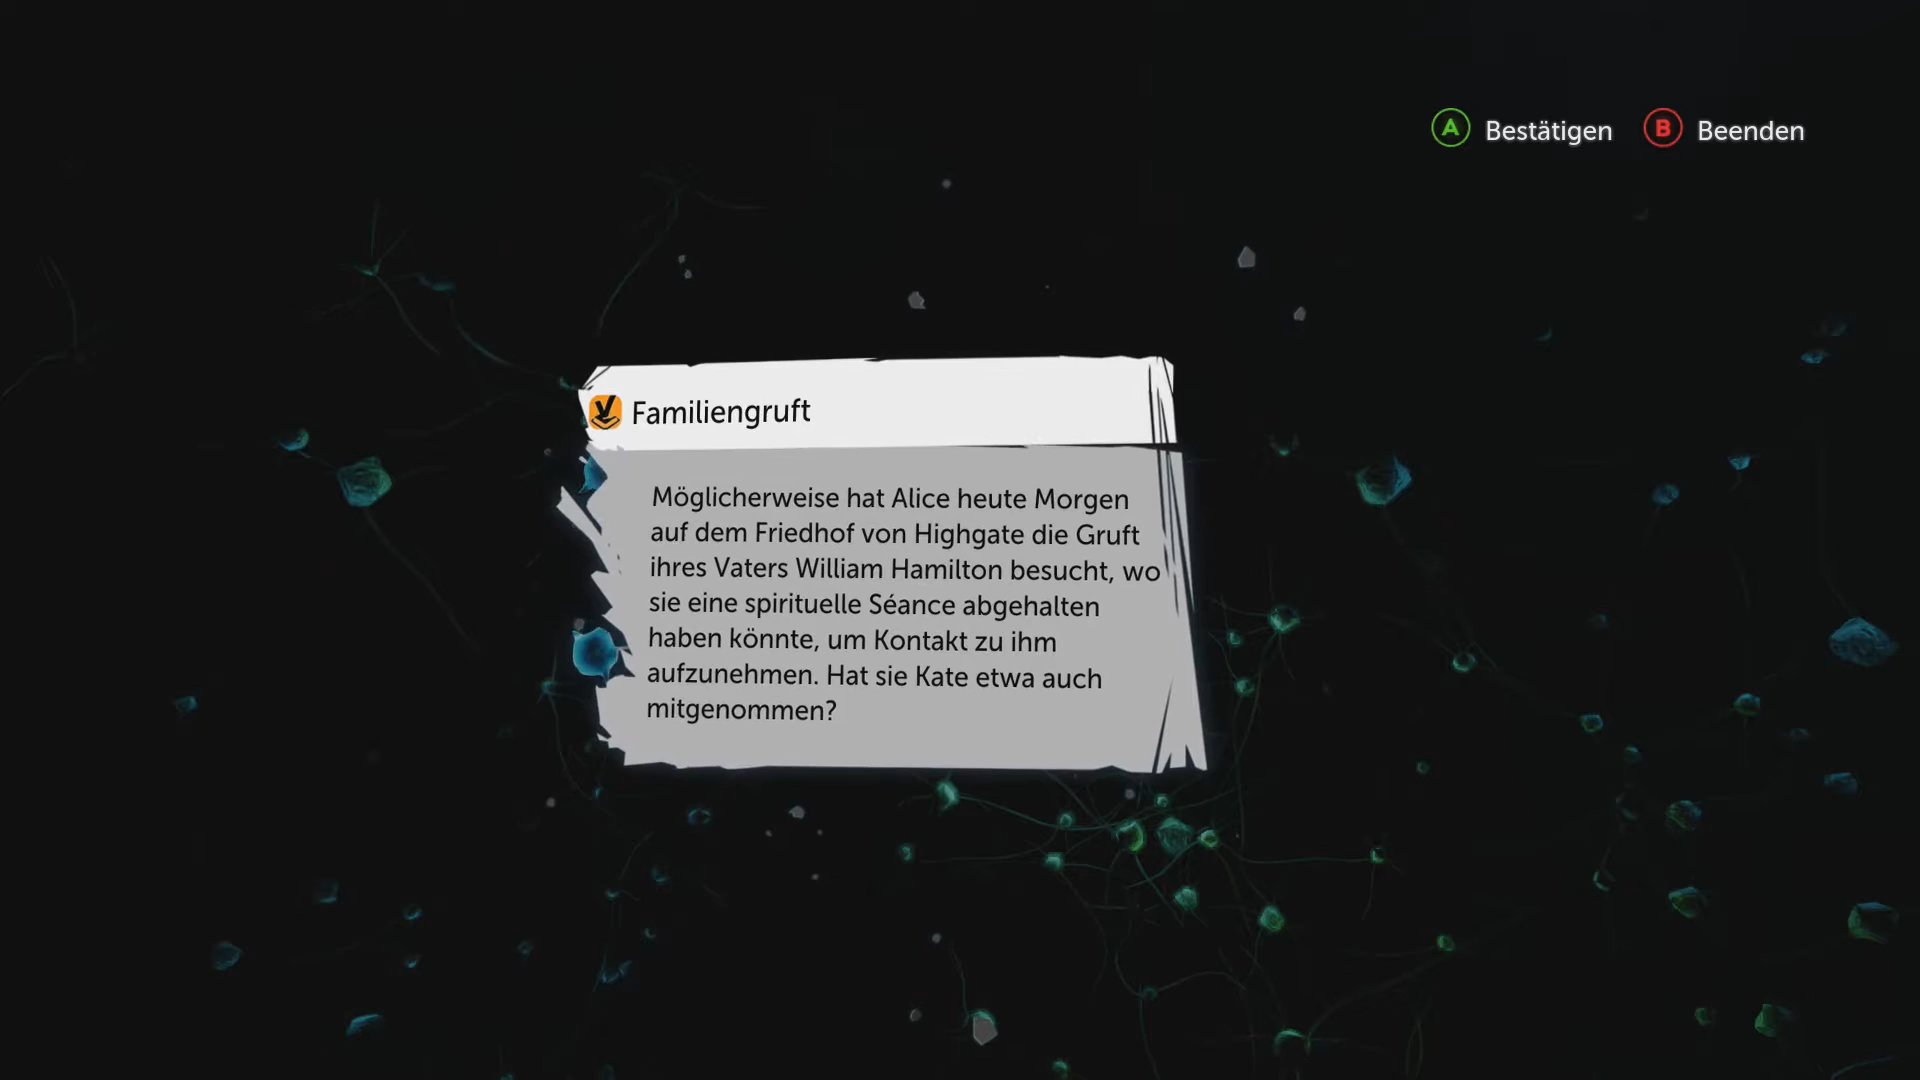 A Bestätigen B Beenden
Familiengruft
Möglicherweise hat Alice heute Morgen
auf dem Friedhof von Highgate die Gruft
ihres Vaters William Hamilton besucht, wo
sie eine spirituelle Séance abgehalten
haben könnte, um Kontakt zu ihm
aufzunehmen. Hat sie Kate etwa auch
mitgenommen?